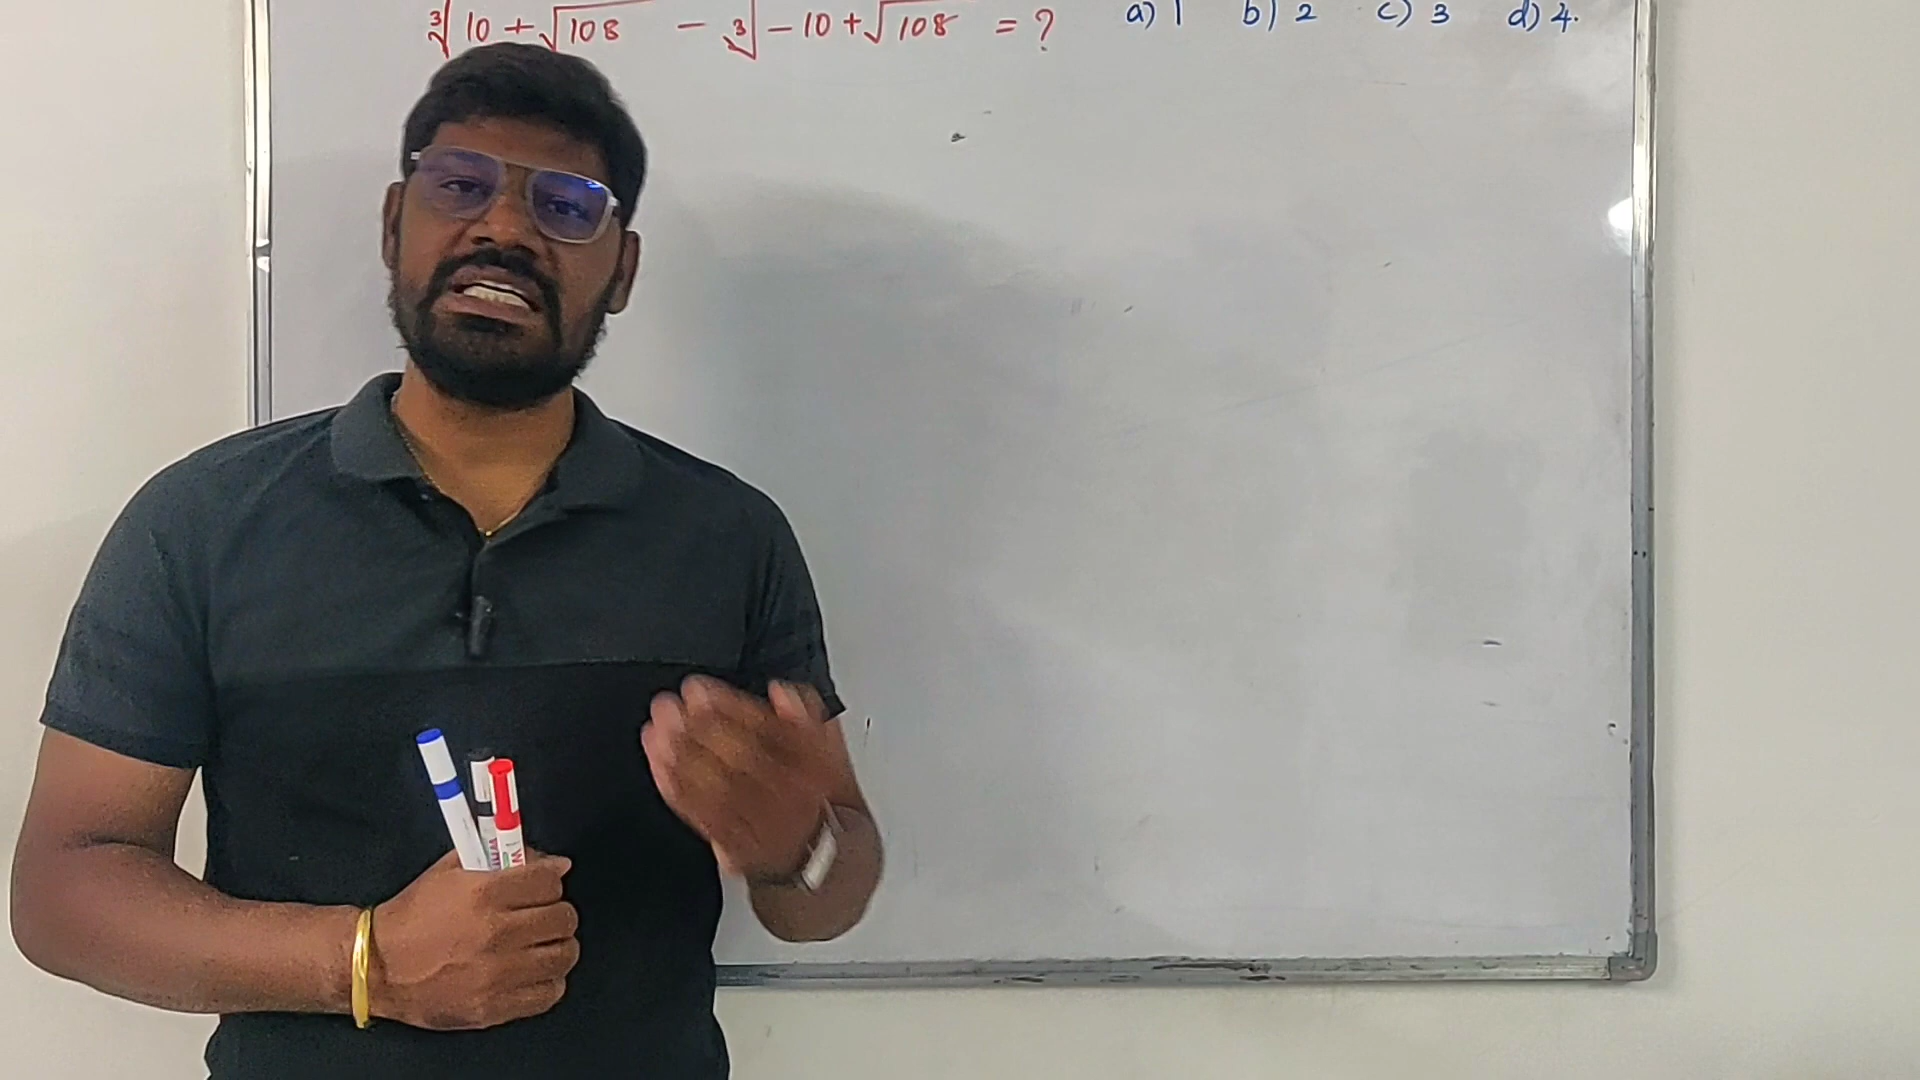 ∛10 + √108 − ∛−10 + √108 = ? a) 1 b) 2 c) 3 d) 4.